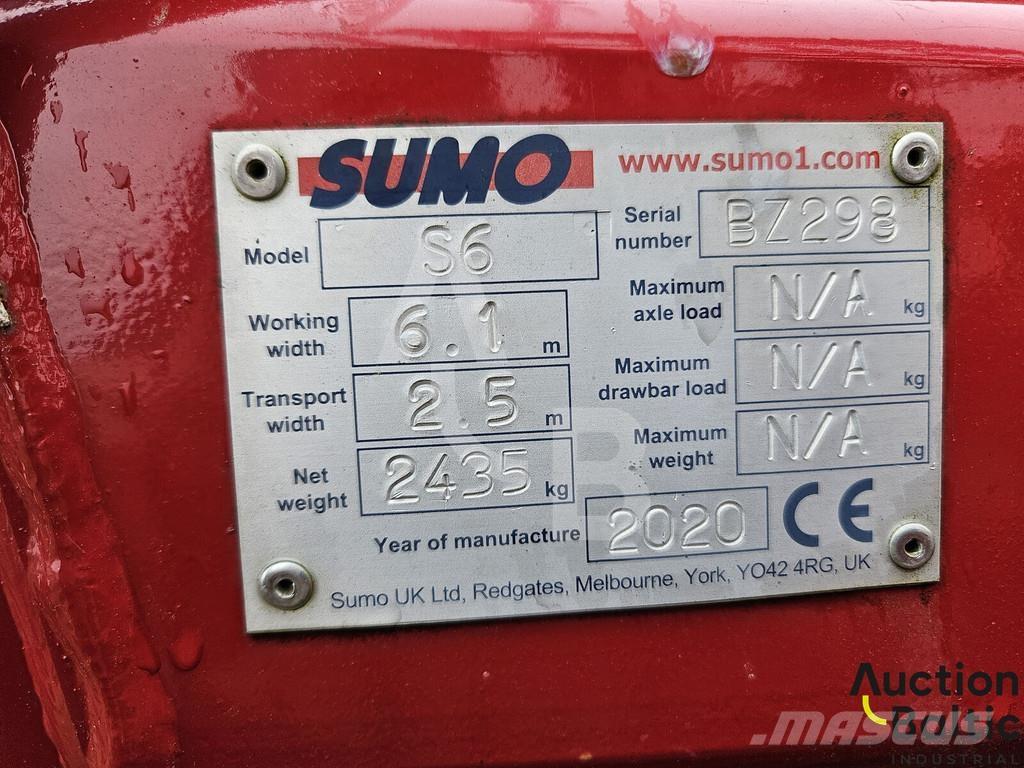 SUMO
www.sumo1.com
Model S6
Serial number BZ298
Working width 6.1 m
Maximum axle load N/A kg
Transport width 2.5 m
Maximum drawbar load N/A kg
Net weight 2435 kg
Maximum weight N/A kg
Year of manufacture 2020 CE
Sumo UK Ltd, Redgates, Melbourne, York, YO42 4RG, UK
Auction
Baltic
INDUSTRIAL
MASCUS